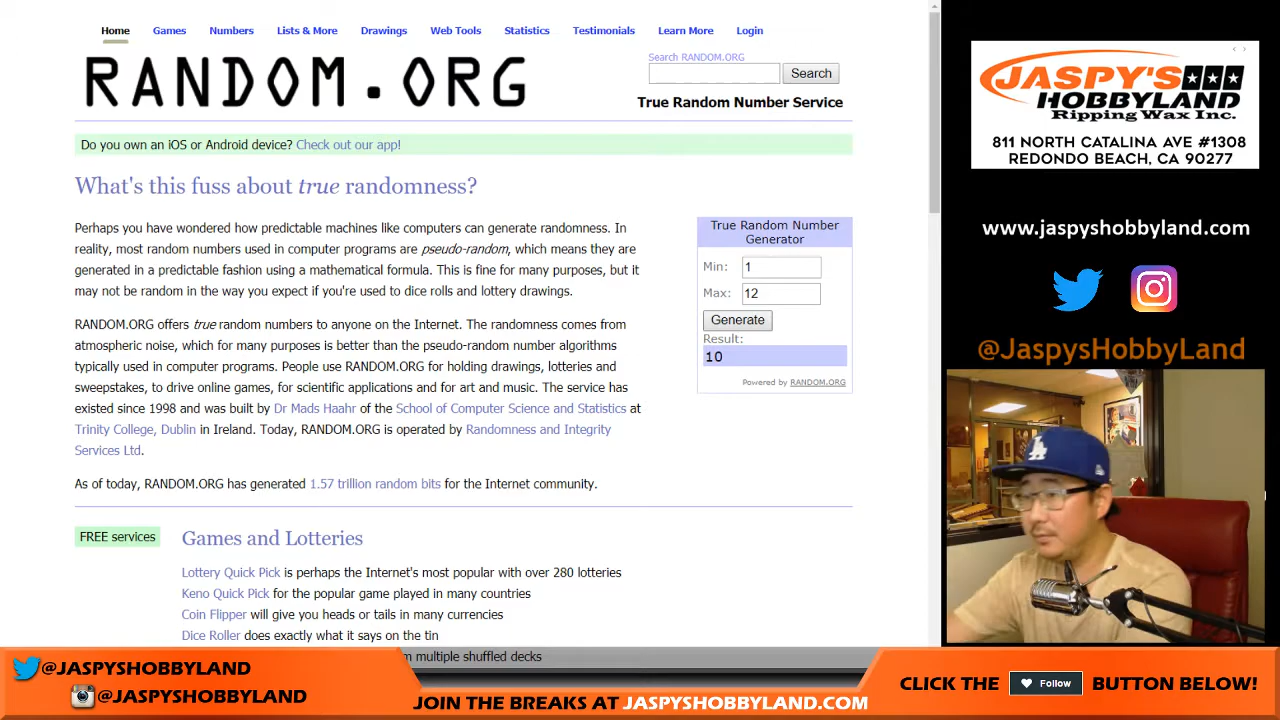 Home Games Numbers Lists & More Drawings Web Tools Statistics Testimonials Learn More Login
RANDOM.ORG
Search RANDOM.ORG
Search
True Random Number Service
Do you own an iOS or Android device? Check out our app!
What's this fuss about true randomness?
Perhaps you have wondered how predictable machines like computers can generate randomness. In
reality, most random numbers used in computer programs are pseudo-random, which means they are
generated in a predictable fashion using a mathematical formula. This is fine for many purposes, but it
may not be random in the way you expect if you're used to dice rolls and lottery drawings.
RANDOM.ORG offers true random numbers to anyone on the Internet. The randomness comes from
atmospheric noise, which for many purposes is better than the pseudo-random number algorithms
typically used in computer programs. People use RANDOM.ORG for holding drawings, lotteries and
sweepstakes, to drive online games, for scientific applications and for art and music. The service has
existed since 1998 and was built by Dr Mads Haahr of the School of Computer Science and Statistics at
Trinity College, Dublin in Ireland. Today, RANDOM.ORG is operated by Randomness and Integrity
Services Ltd.
As of today, RANDOM.ORG has generated 1.57 trillion random bits for the Internet community.
True Random Number
Generator
Min: 1
Max: 12
Generate
Result:
10
Powered by RANDOM.ORG
FREE services
Games and Lotteries
Lottery Quick Pick is perhaps the Internet's most popular with over 280 lotteries
Keno Quick Pick for the popular game played in many countries
Coin Flipper will give you heads or tails in many currencies
Dice Roller does exactly what it says on the tin
multiple shuffled decks
JASPY'S
HOBBYLAND
Ripping Wax Inc.
811 NORTH CATALINA AVE #1308
REDONDO BEACH, CA 90277
www.jaspyshobbyland.com
@JaspysHobbyLand
LA
@JASPYSHOBBYLAND
@JASPYSHOBBYLAND
JOIN THE BREAKS AT JASPYSHOBBYLAND.COM
CLICK THE Follow BUTTON BELOW!